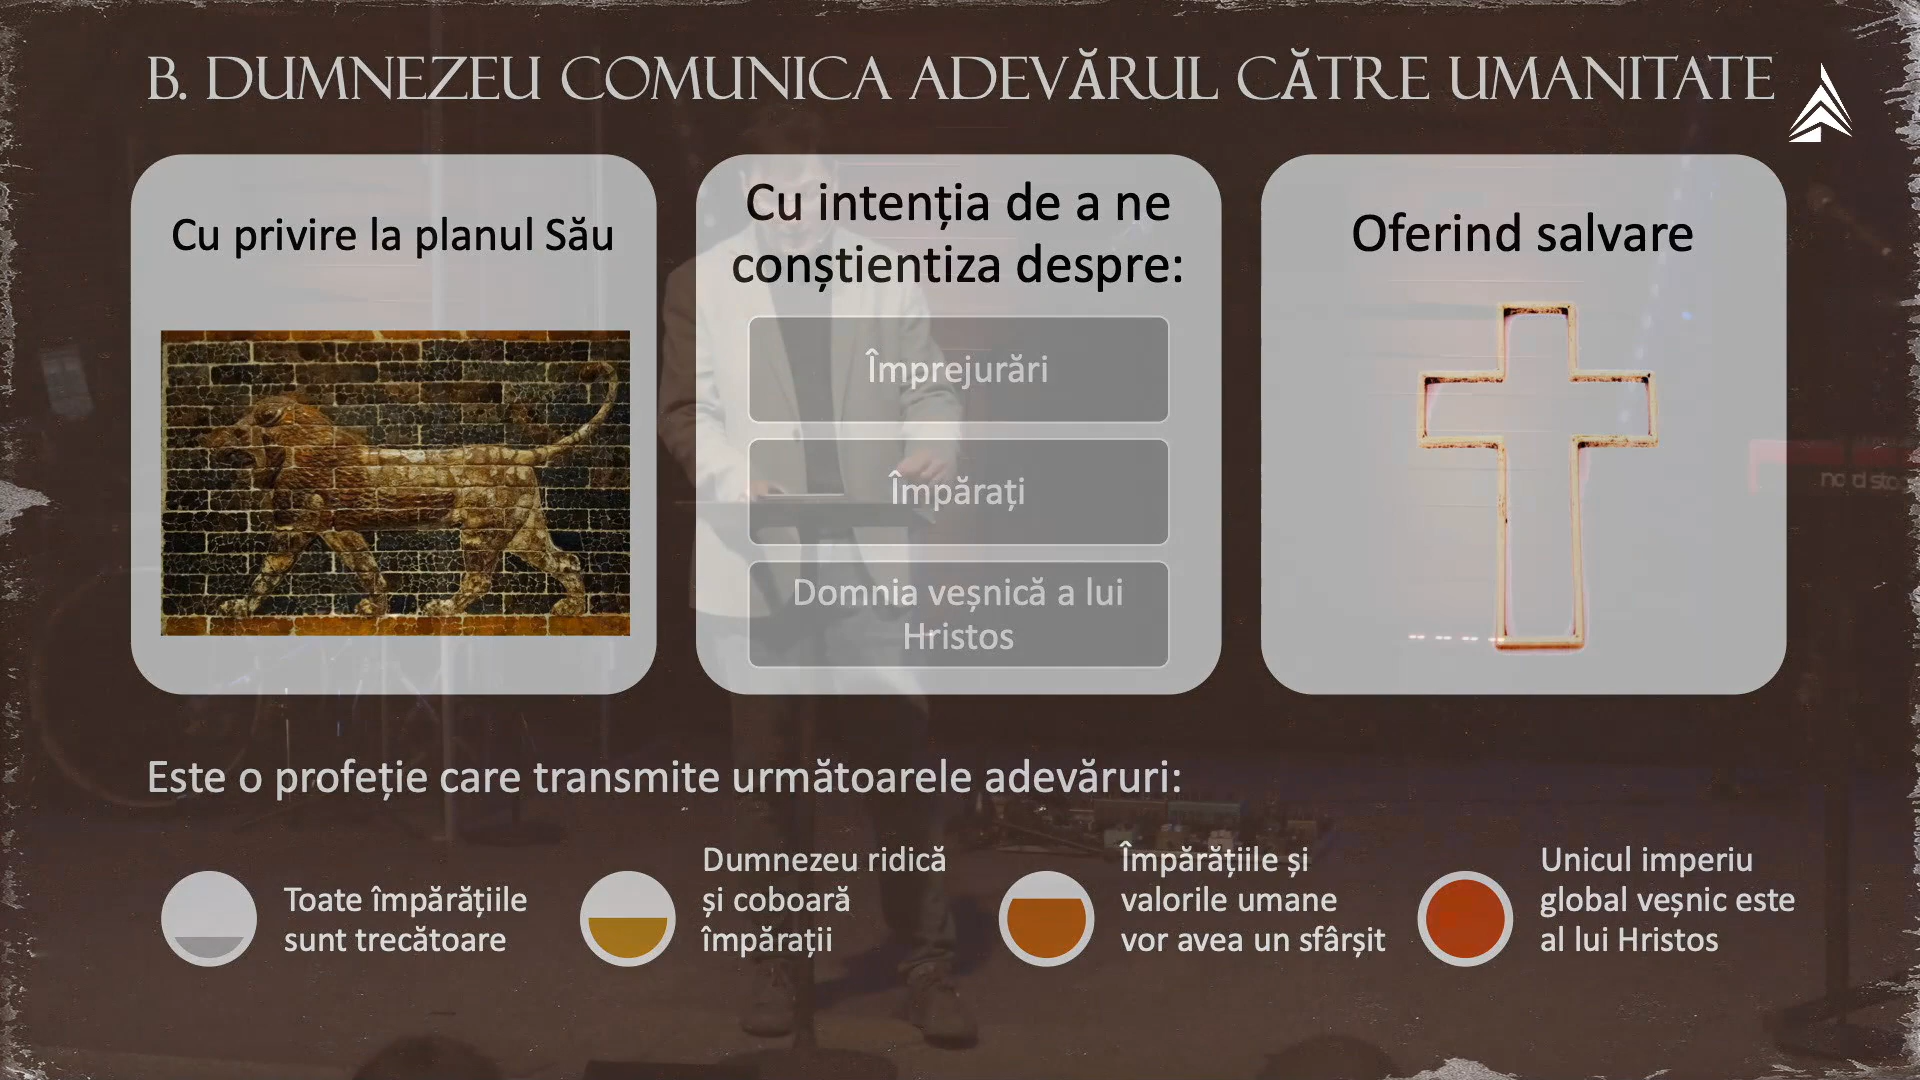 B. DUMNEZEU COMUNICA ADEVĂRUL CĂTRE UMANITATE
Cu privire la planul Său
Cu intenția de a ne
conștientiza despre:
Împrejurări
Împărați
Domnia veșnică a lui
Hristos
Oferind salvare
Este o profeție care transmite următoarele adevăruri:
Toate împărățiile
sunt trecătoare
Dumnezeu ridică
și coboară
împărații
Împărățiile și
valorile umane
vor avea un sfârșit
Unicul imperiu
global veșnic este
al lui Hristos